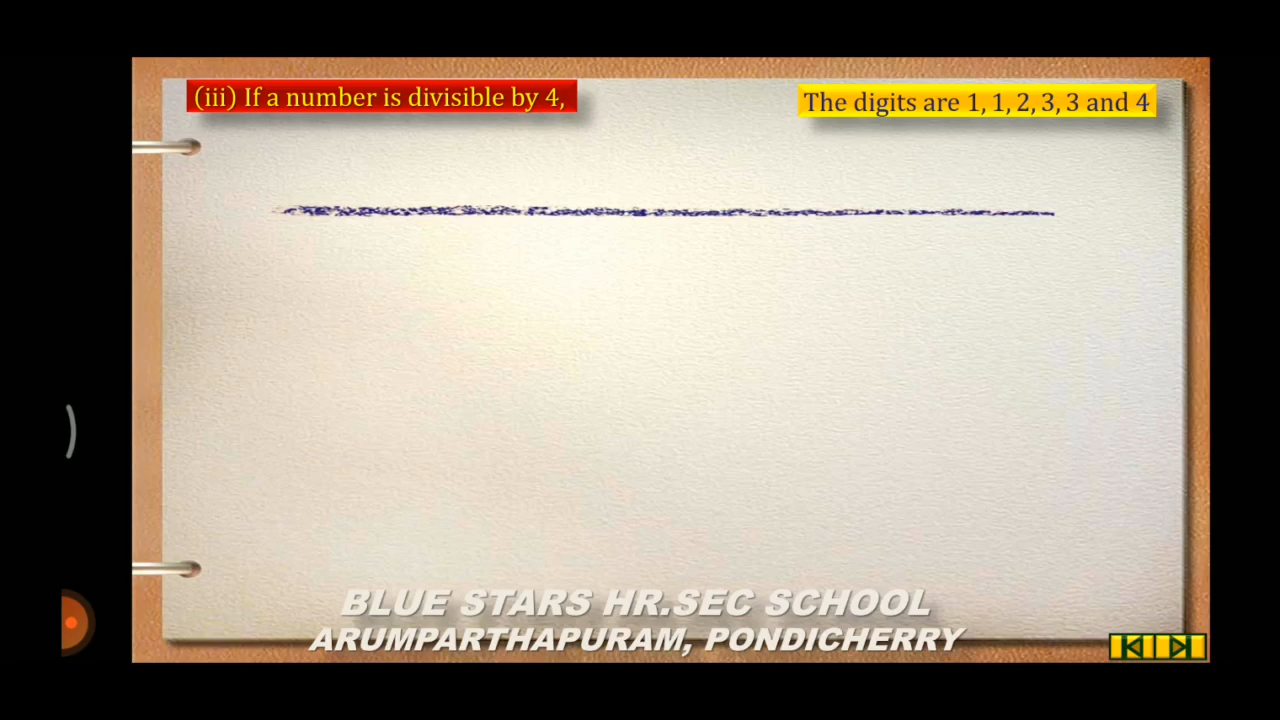 (iii) If a number is divisible by 4,
The digits are 1, 1, 2, 3, 3 and 4
BLUE STARS HR.SEC SCHOOL
ARUMPARTHAPURAM, PONDICHERRY